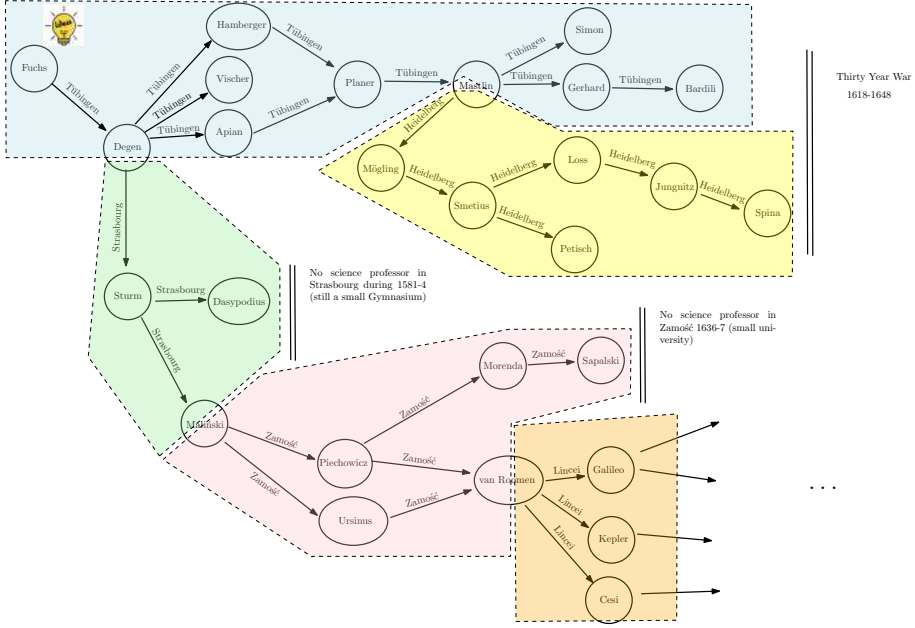 idea
Hamberger
Simon
Tübingen
Tübingen
Fuchs
Tübingen
Vischer
Planer
Tübingen
Mästlin
Tübingen
Gerhard
Tübingen
Bardili
Thirty Year War
1618-1648
Tübingen
Tübingen
Tübingen
Apian
Tübingen
Degen
Heidelberg
Mögling
Heidelberg
Smetius
Heidelberg
Loss
Heidelberg
Jungnitz
Heidelberg
Spina
Heidelberg
Petisch
Strasbourg
Sturm
Strasbourg
Dasypodius
No science professor in
Strasbourg during 1581-4
(still a small Gymnasium)
No science professor in
Zamość 1636-7 (small uni-
versity)
Strasbourg
Morenda
Zamość
Sapalski
Maliński
Zamość
Zamość
Piechowicz
Zamość
van Roomen
Lincei
Galileo
Zamość
Ursinus
Zamość
Lincei
Kepler
Lincei
Cesi
. . .